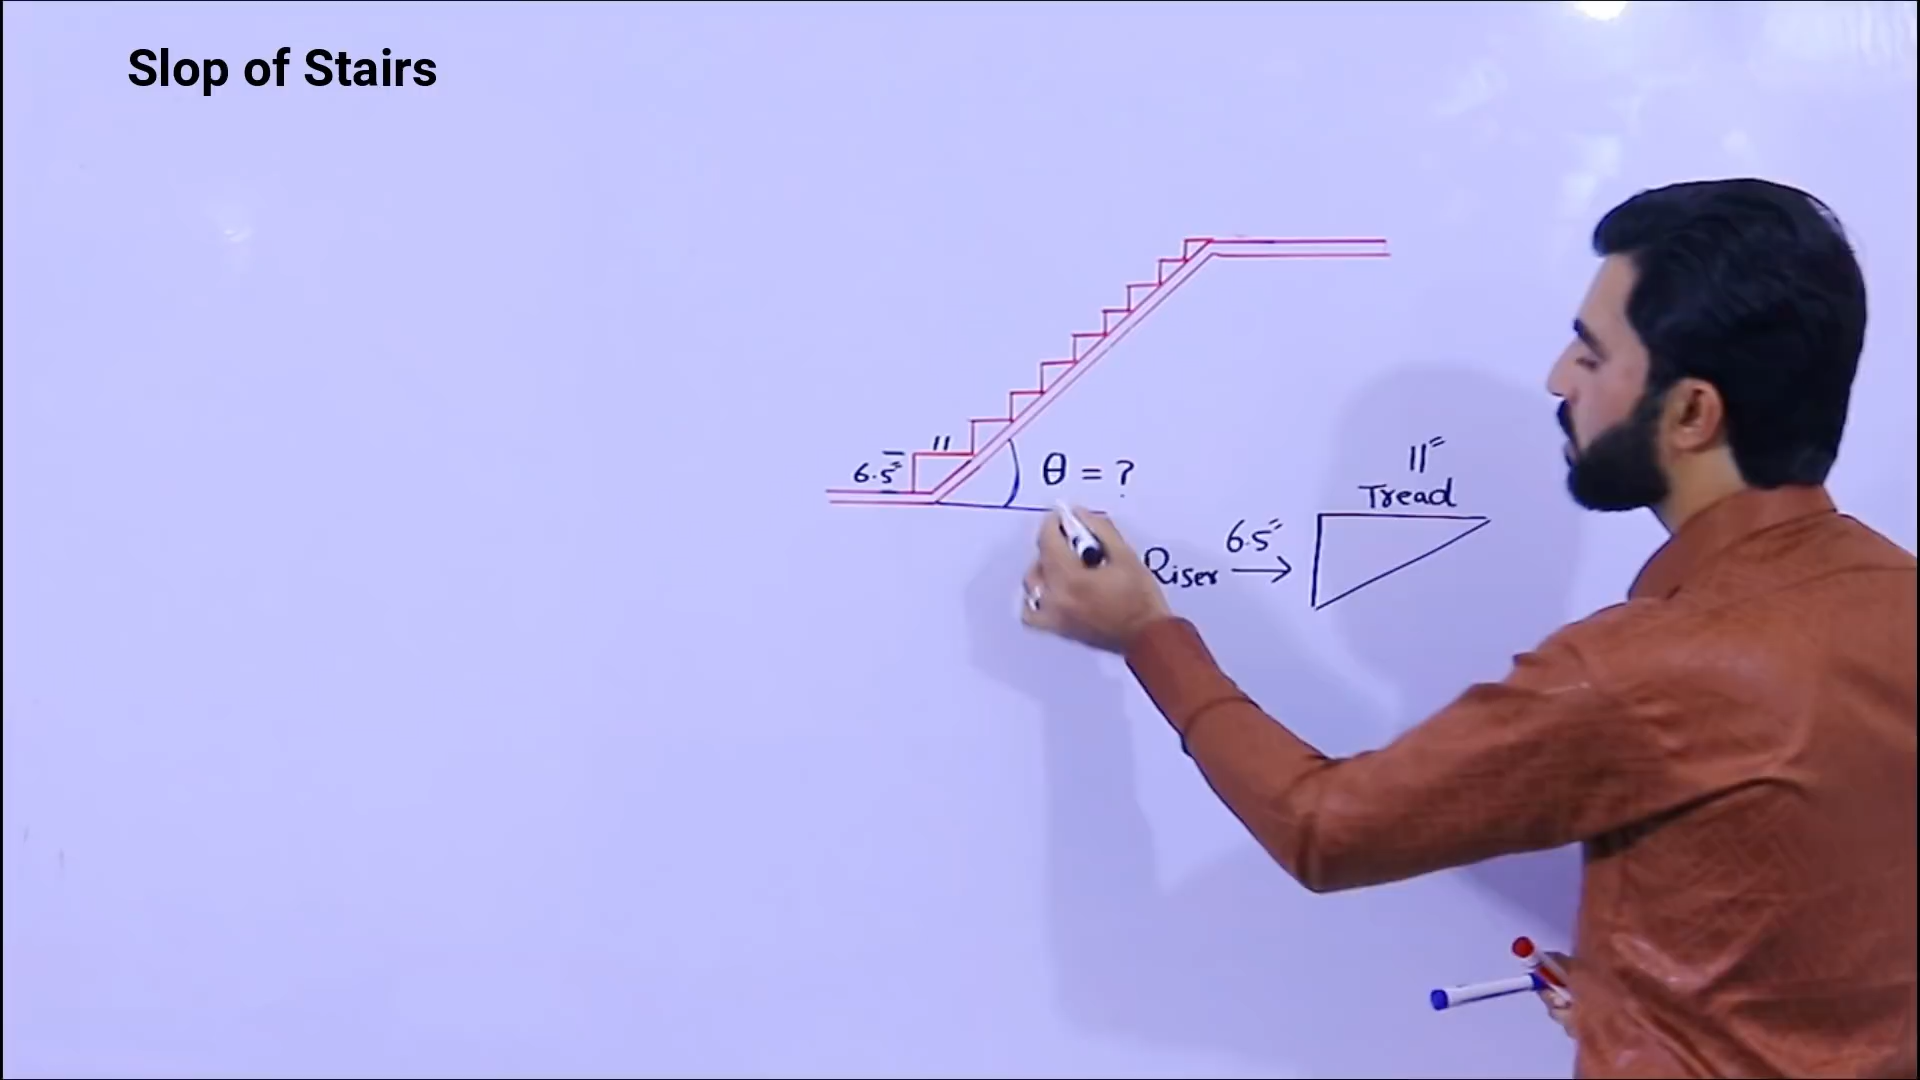 Slop of Stairs
11
6.5"
θ = ?
11"
Tread
6.5"
Riser →